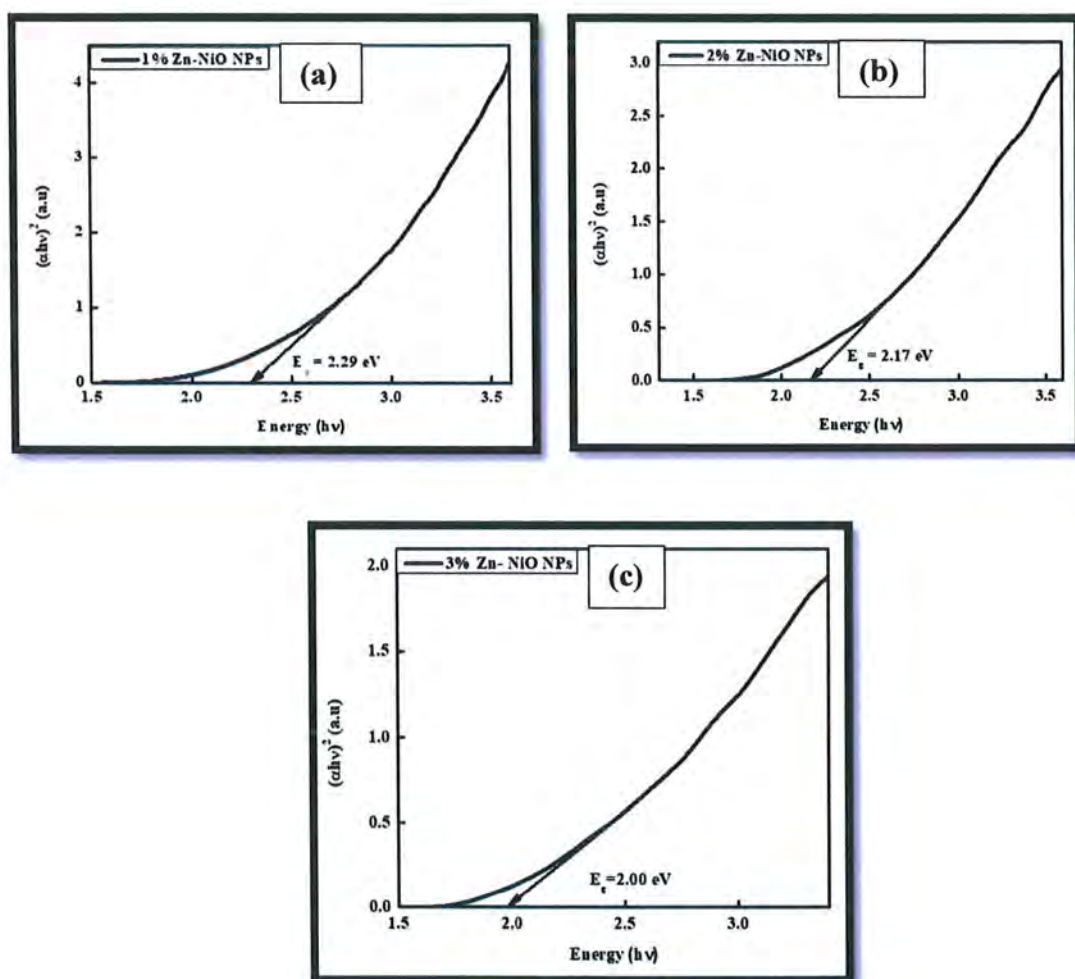 1% Zn-NiO NPs
(a)
4
3
2
1
0
(αhν)² (a.u)
E = 2.29 eV
1.5 2.0 2.5 3.0 3.5
Energy (hν)
2% Zn-NiO NPs
(b)
3.0
2.5
2.0
1.5
1.0
0.5
0.0
(αhν)² (a.u)
E_g = 2.17 eV
1.5 2.0 2.5 3.0 3.5
Energy (hν)
3% Zn- NiO NPs
(c)
2.0
1.5
1.0
0.5
0.0
(αhν)² (a.u)
E_g=2.00 eV
1.5 2.0 2.5 3.0
Energy (hν)